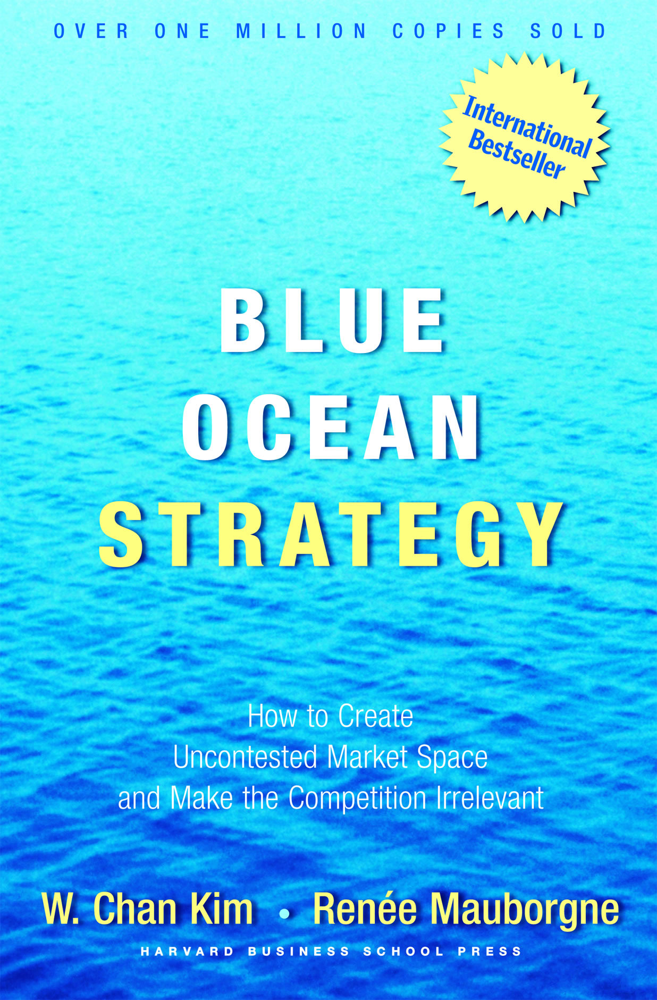 OVER ONE MILLION COPIES SOLD
International
Bestseller
BLUE
OCEAN
STRATEGY
How to Create
Uncontested Market Space
and Make the Competition Irrelevant
W. Chan Kim • Renée Mauborgne
HARVARD BUSINESS SCHOOL PRESS